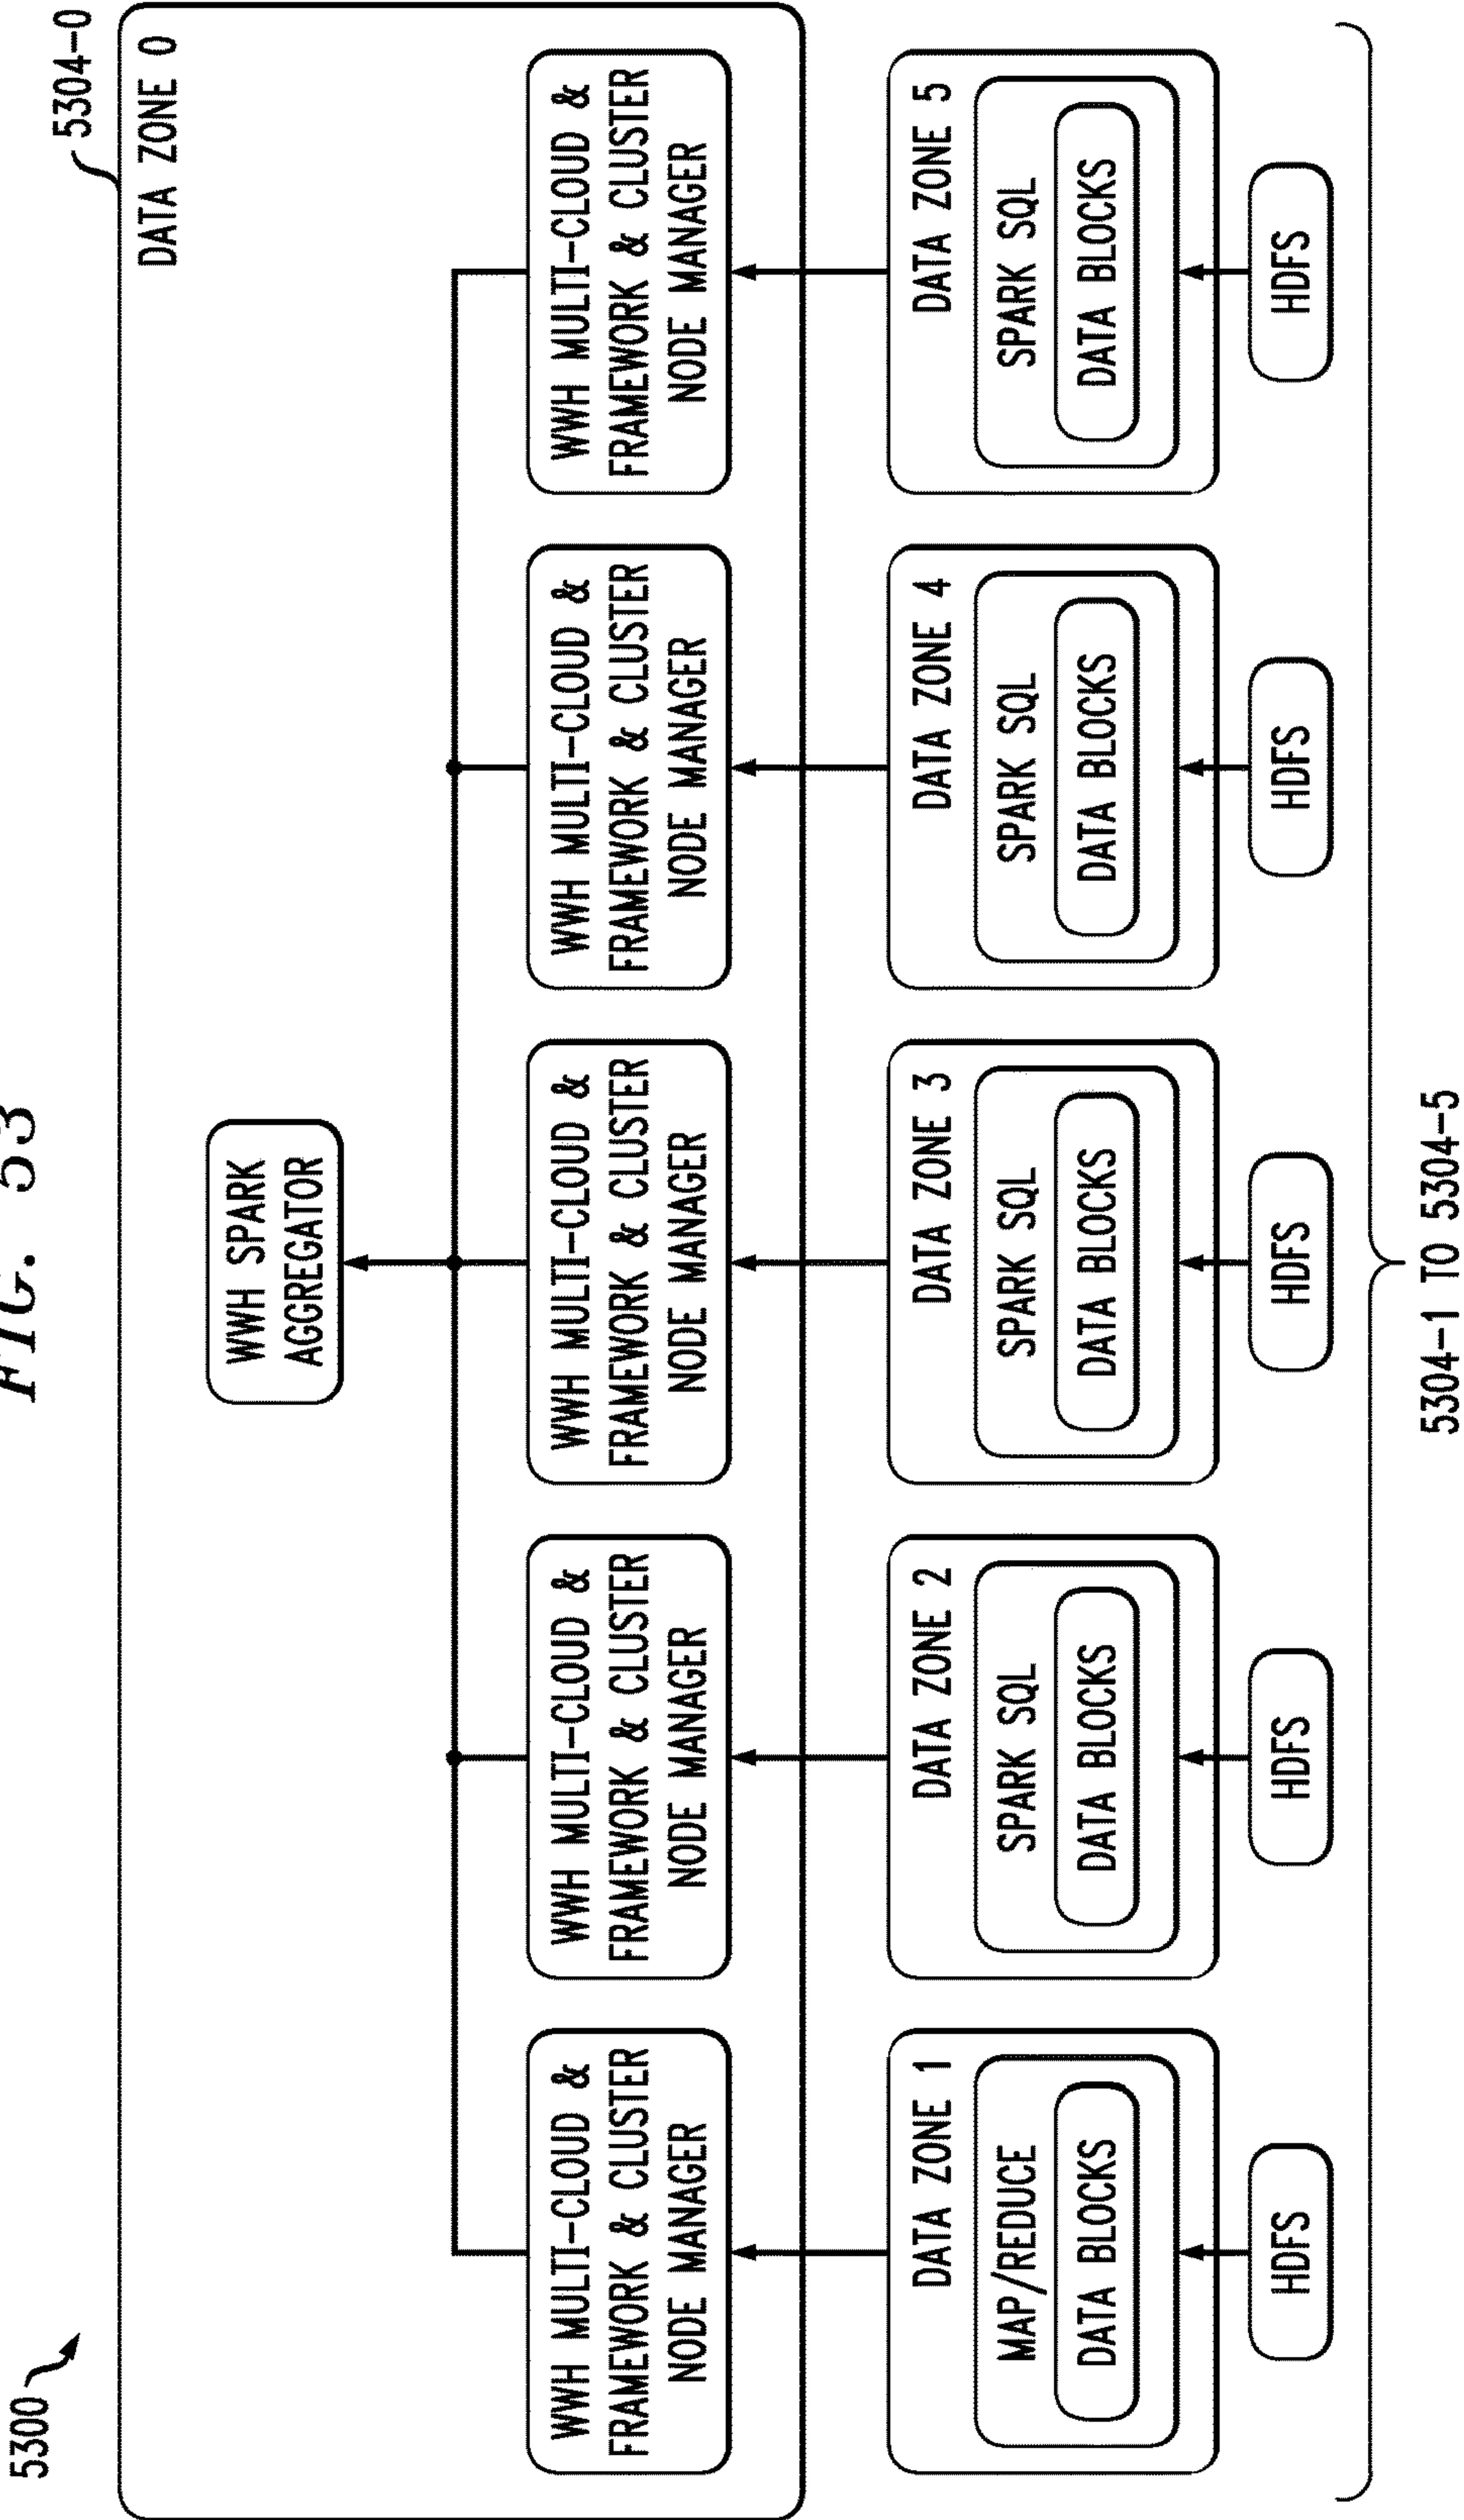 FIG. 53
5300
5304-0
DATA ZONE 0
WWH SPARK
AGGREGATOR
WWH MULTI-CLOUD &
FRAMEWORK & CLUSTER
NODE MANAGER
WWH MULTI-CLOUD &
FRAMEWORK & CLUSTER
NODE MANAGER
WWH MULTI-CLOUD &
FRAMEWORK & CLUSTER
NODE MANAGER
WWH MULTI-CLOUD &
FRAMEWORK & CLUSTER
NODE MANAGER
WWH MULTI-CLOUD &
FRAMEWORK & CLUSTER
NODE MANAGER
DATA ZONE 1
MAP/REDUCE
DATA BLOCKS
DATA ZONE 2
SPARK SQL
DATA BLOCKS
DATA ZONE 3
SPARK SQL
DATA BLOCKS
DATA ZONE 4
SPARK SQL
DATA BLOCKS
DATA ZONE 5
SPARK SQL
DATA BLOCKS
HDFS
HDFS
HDFS
HDFS
HDFS
5304-1 TO 5304-5